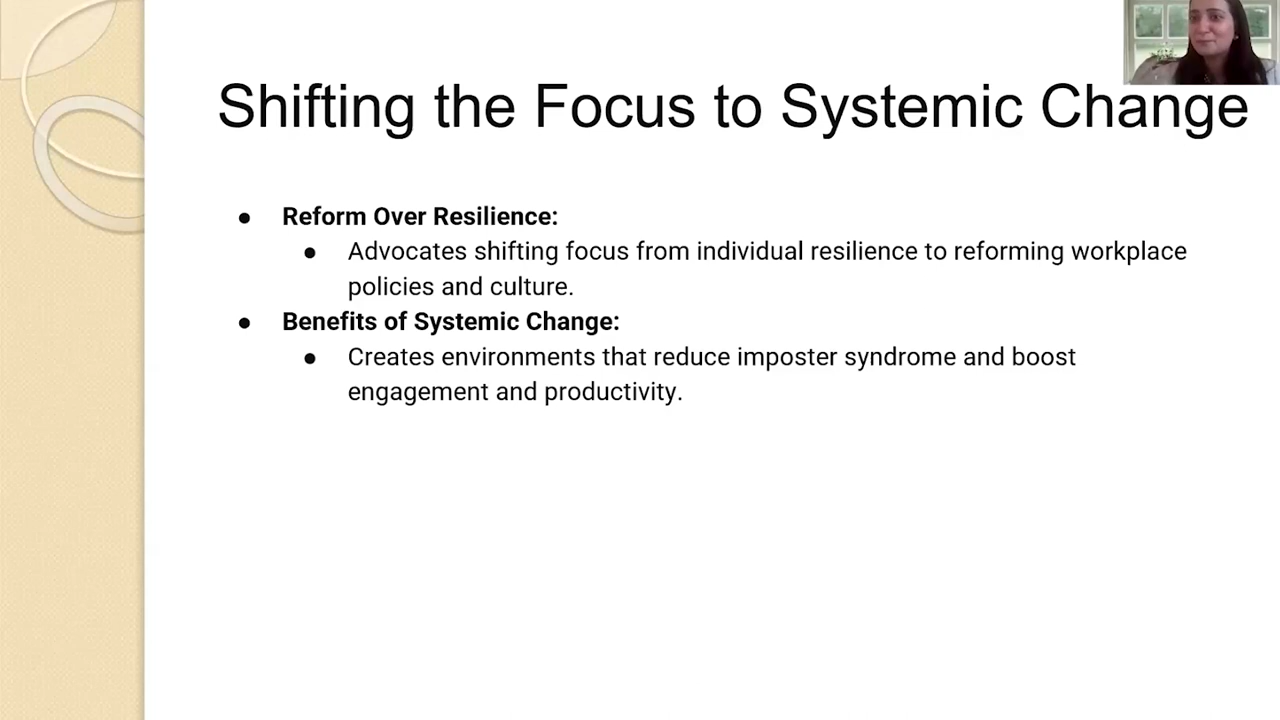 Shifting the Focus to Systemic Change
● Reform Over Resilience:
● Advocates shifting focus from individual resilience to reforming workplace
policies and culture.
● Benefits of Systemic Change:
● Creates environments that reduce imposter syndrome and boost
engagement and productivity.